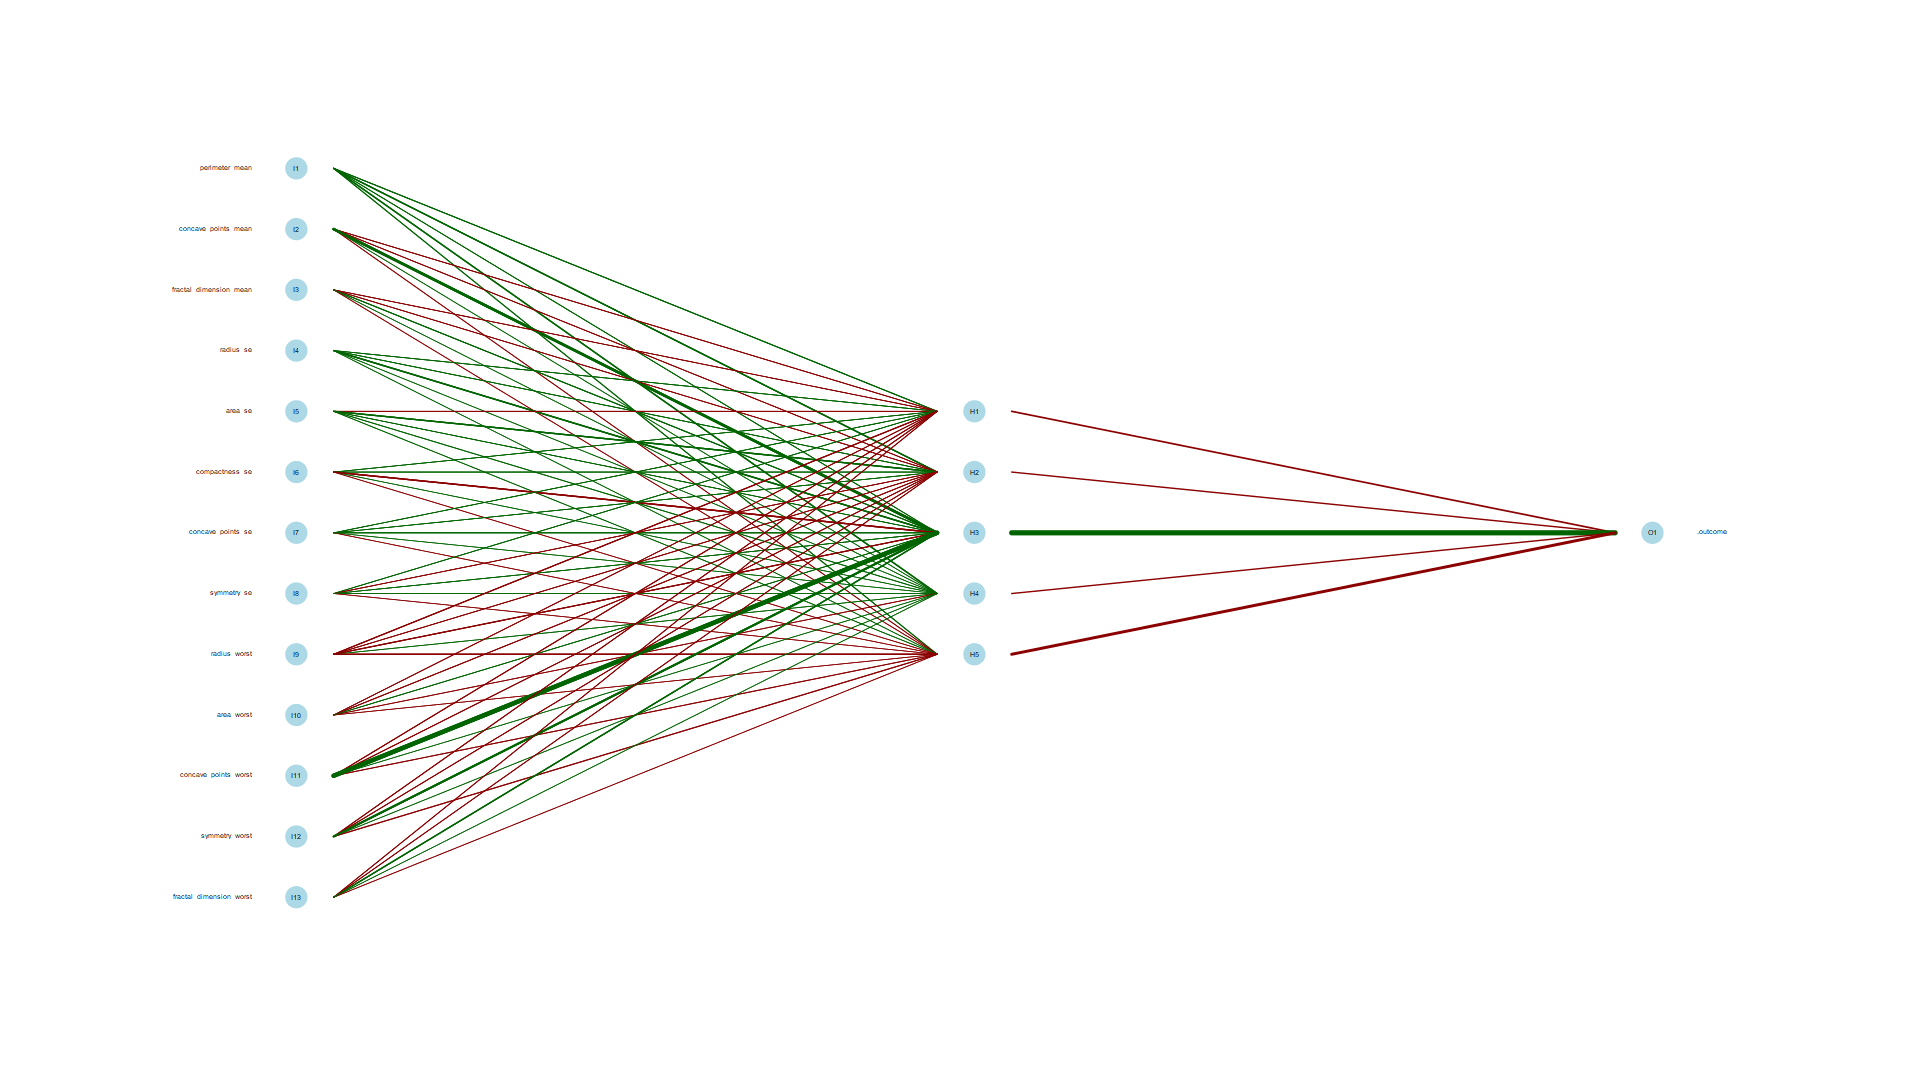 perimeter mean I1
concave points mean I2
fractal dimension mean I3
radius se I4
area se I5 H1
compactness se I6 H2
concave points se I7 H3 O1 .outcome
symmetry se I8 H4
radius worst I9 H5
area worst I10
concave points worst I11
symmetry worst I12
fractal dimension worst I13